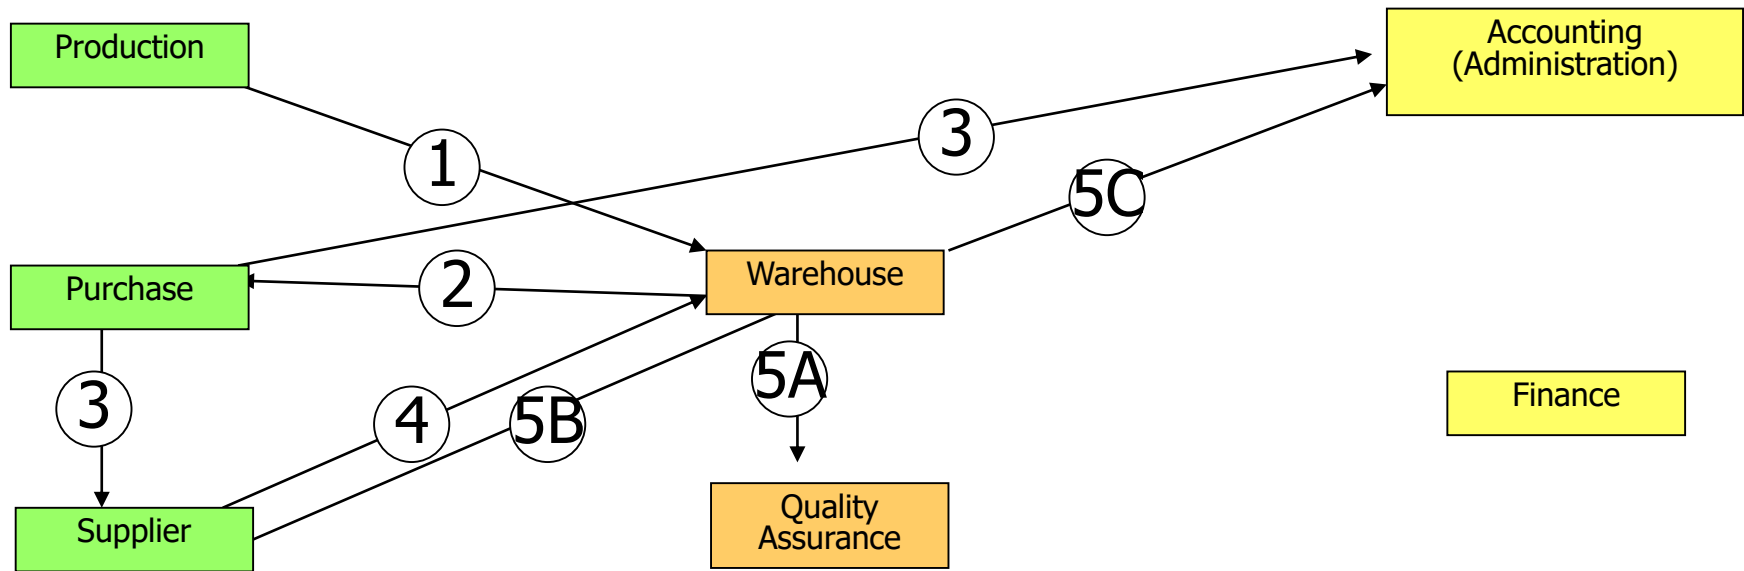 Production
Accounting
(Administration)
3
1
5C
Warehouse
Purchase
2
5A
3
4
5B
Finance
Quality
Assurance
Supplier